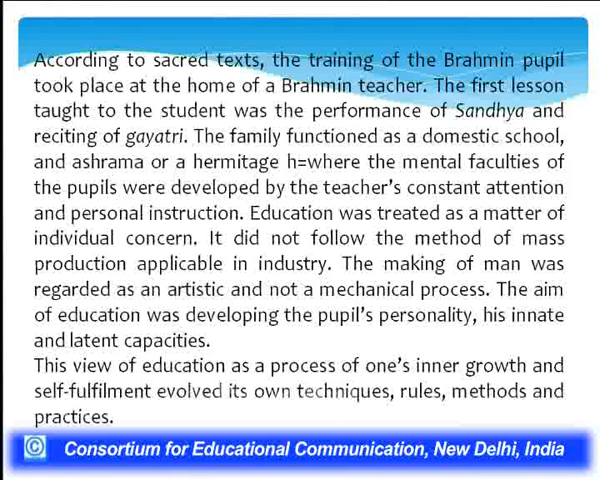 According to sacred texts, the training of the Brahmin pupil
took place at the home of a Brahmin teacher. The first lesson
taught to the student was the performance of Sandhya and
reciting of gayatri. The family functioned as a domestic school,
and ashrama or a hermitage h=where the mental faculties of
the pupils were developed by the teacher's constant attention
and personal instruction. Education was treated as a matter of
individual concern. It did not follow the method of mass
production applicable in industry. The making of man was
regarded as an artistic and not a mechanical process. The aim
of education was developing the pupil's personality, his innate
and latent capacities.
This view of education as a process of one's inner growth and
self-fulfilment evolved its own techniques, rules, methods and
practices.
© Consortium for Educational Communication, New Delhi, India